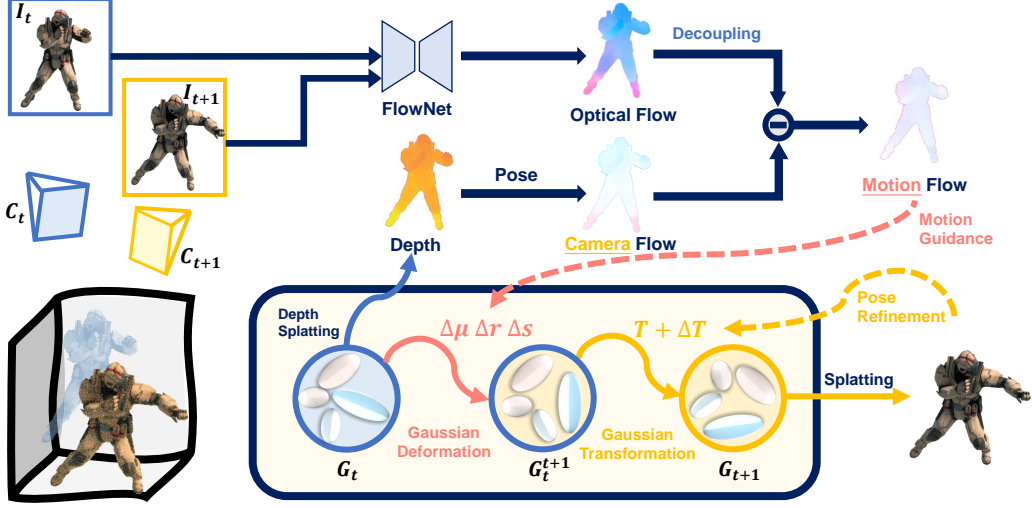 I_t
I_{t+1}
FlowNet
Optical Flow
Decoupling
C_t
C_{t+1}
Depth
Pose
Camera Flow
Motion Flow
Motion
Guidance
Depth
Splatting
Δμ Δr Δs
T + ΔT
Pose
Refinement
Splatting
Gaussian
Deformation
Gaussian
Transformation
G_t
G_t^{t+1}
G_{t+1}